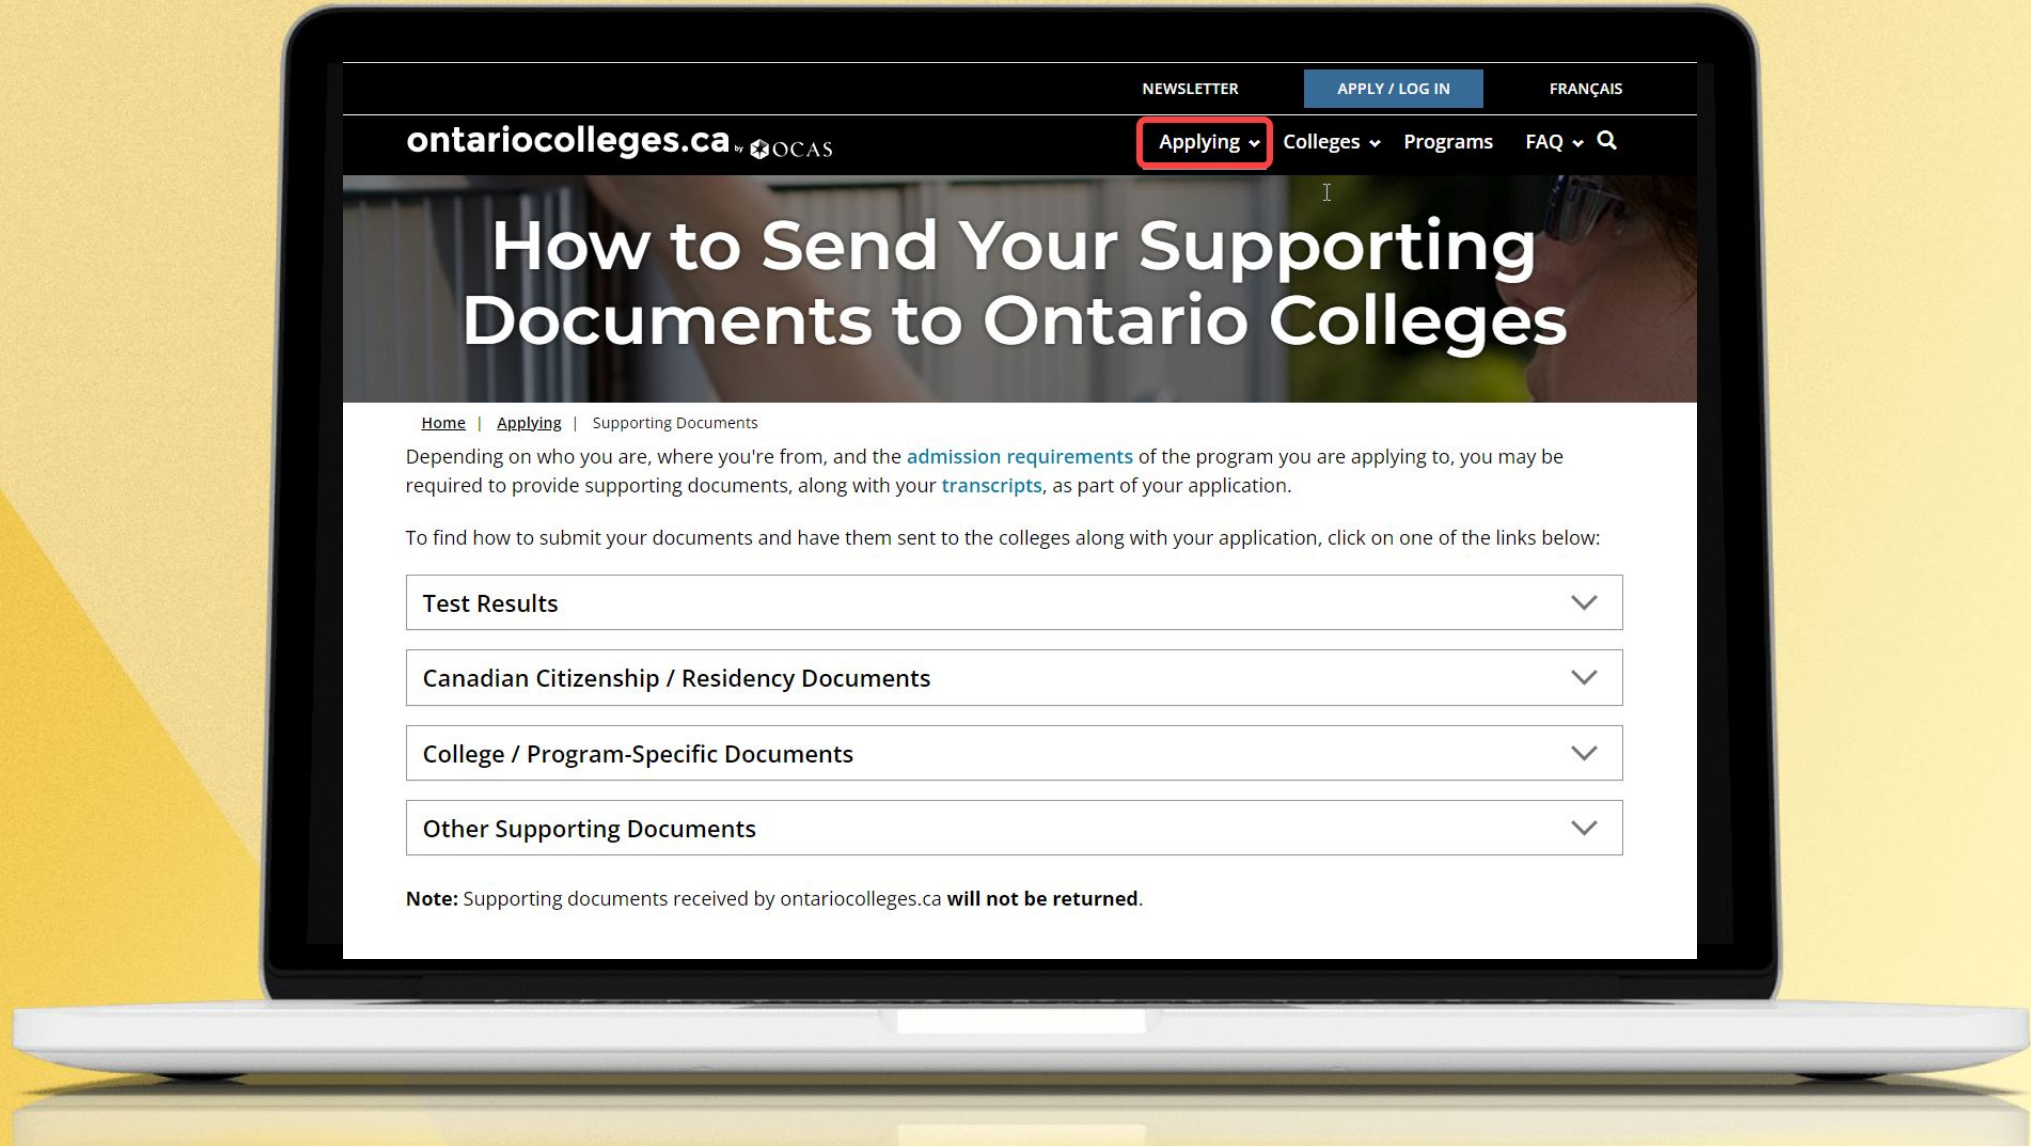 NEWSLETTER APPLY / LOG IN FRANÇAIS
ontariocolleges.ca by OCAS Applying Colleges Programs FAQ
How to Send Your Supporting
Documents to Ontario Colleges
Home | Applying | Supporting Documents
Depending on who you are, where you're from, and the admission requirements of the program you are applying to, you may be
required to provide supporting documents, along with your transcripts, as part of your application.
To find how to submit your documents and have them sent to the colleges along with your application, click on one of the links below:
Test Results
Canadian Citizenship / Residency Documents
College / Program-Specific Documents
Other Supporting Documents
Note: Supporting documents received by ontariocolleges.ca will not be returned.